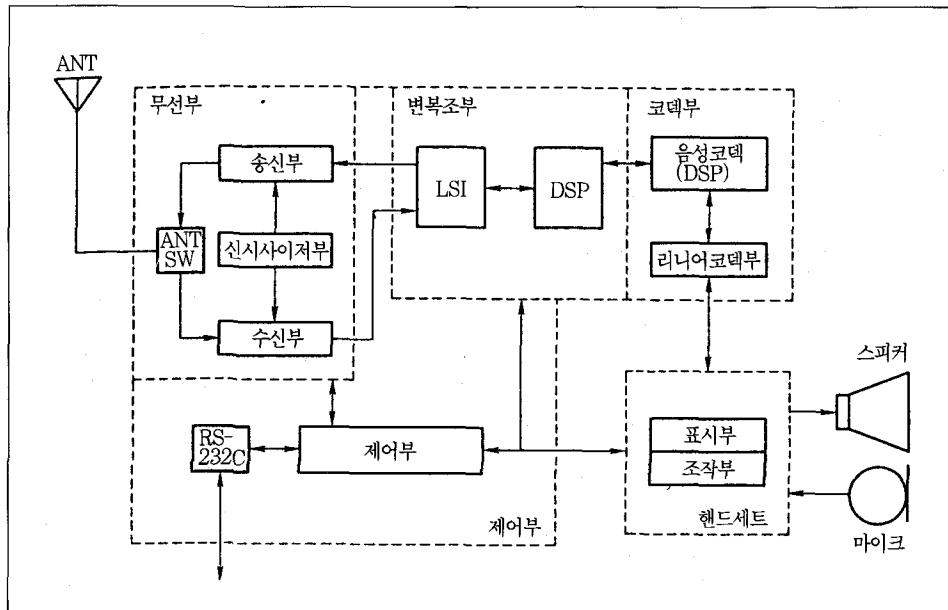 ANT
무선부
송신부
ANT
SW
신시사이저부
수신부
변복조부
LSI
DSP
코덱부
음성코덱
(DSP)
리니어코덱부
RS-
232C
제어부
제어부
표시부
조작부
핸드세트
스피커
마이크